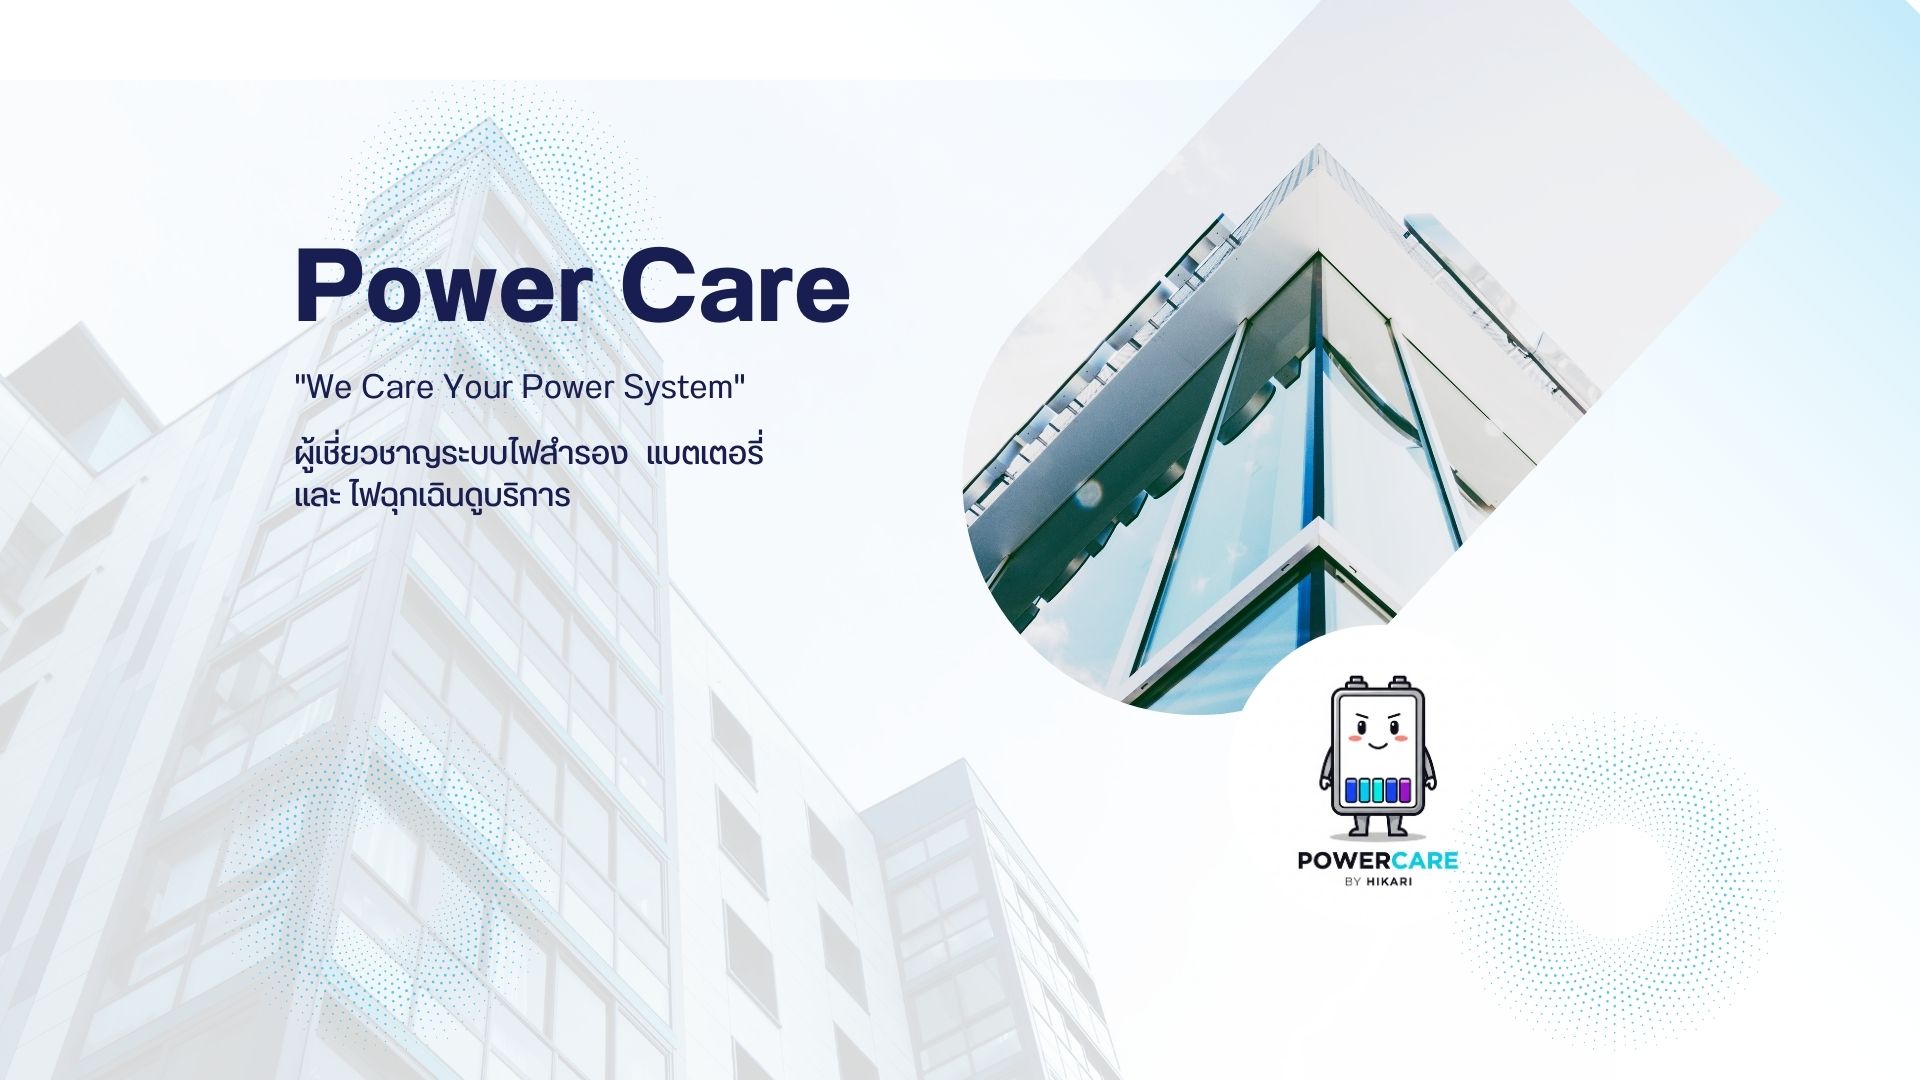 Power Care
"We Care Your Power System"
ผู้เชี่ยวชาญระบบไฟสำรอง แบตเตอรี่
และ ไฟฉุกเฉินดูบริการ
POWERCARE
BY HIKARI